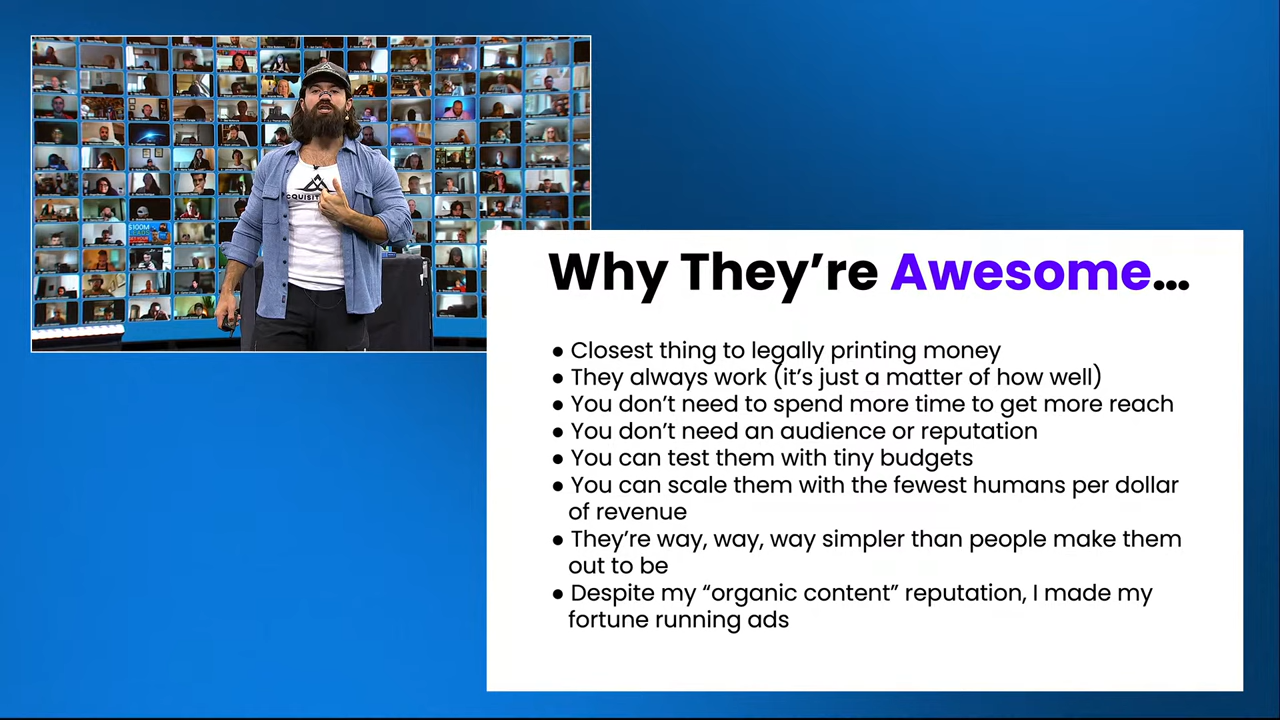 $100M
ACQUISIT
Why They’re Awesome...
● Closest thing to legally printing money
● They always work (it’s just a matter of how well)
● You don’t need to spend more time to get more reach
● You don’t need an audience or reputation
● You can test them with tiny budgets
● You can scale them with the fewest humans per dollar
of revenue
● They’re way, way, way simpler than people make them
out to be
● Despite my “organic content” reputation, I made my
fortune running ads